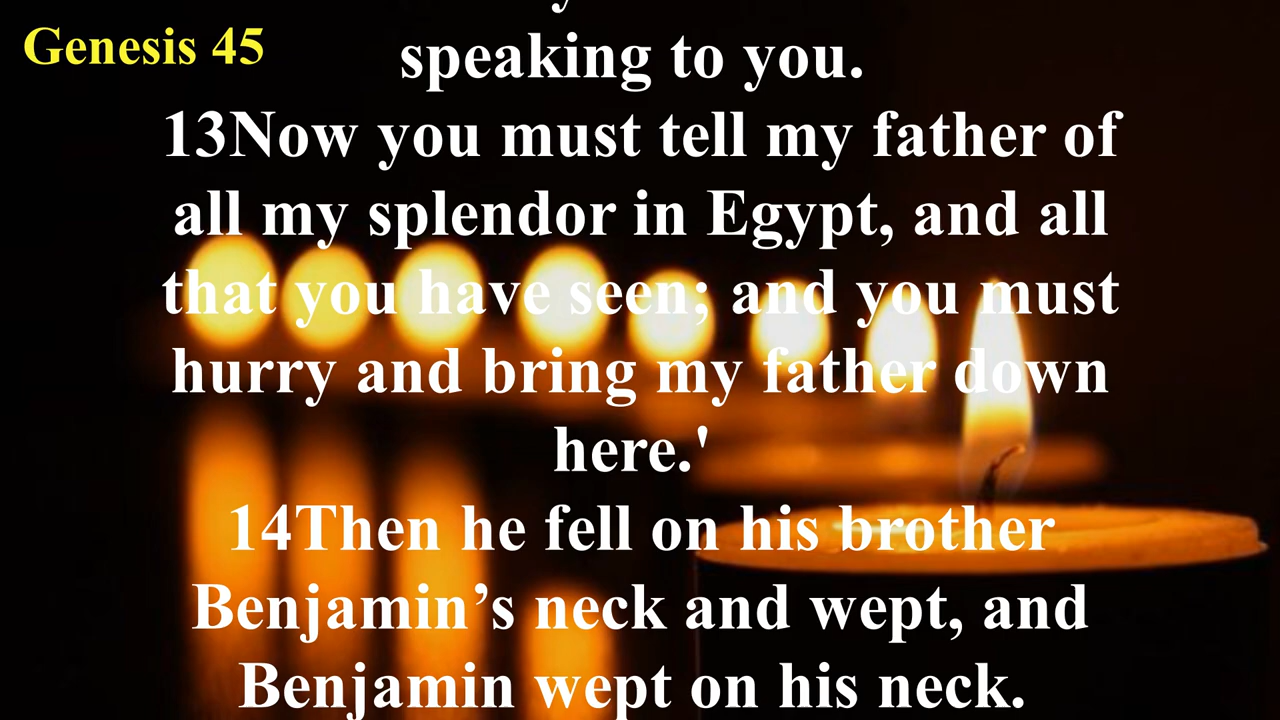 Genesis 45
speaking to you.
13Now you must tell my father of
all my splendor in Egypt, and all
that you have seen; and you must
hurry and bring my father down
here.'
14Then he fell on his brother
Benjamin’s neck and wept, and
Benjamin wept on his neck.